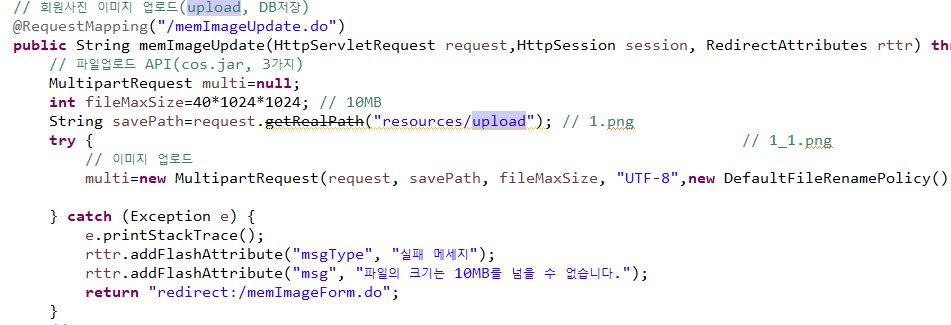 // 회원사진 이미지 업로드(upload, DB저장)
@RequestMapping("/memImageUpdate.do")
public String memImageUpdate(HttpServletRequest request,HttpSession session, RedirectAttributes rttr) thr
// 파일업로드 API(cos.jar, 3가지)
MultipartRequest multi=null;
int fileMaxSize=40*1024*1024; // 10MB
String savePath=request.getRealPath("resources/upload"); // 1.png
try { // 1_1.png
// 이미지 업로드
multi=new MultipartRequest(request, savePath, fileMaxSize, "UTF-8",new DefaultFileRenamePolicy()
} catch (Exception e) {
e.printStackTrace();
rttr.addFlashAttribute("msgType", "실패 메세지");
rttr.addFlashAttribute("msg", "파일의 크기는 10MB를 넘을 수 없습니다.");
return "redirect:/memImageForm.do";
}